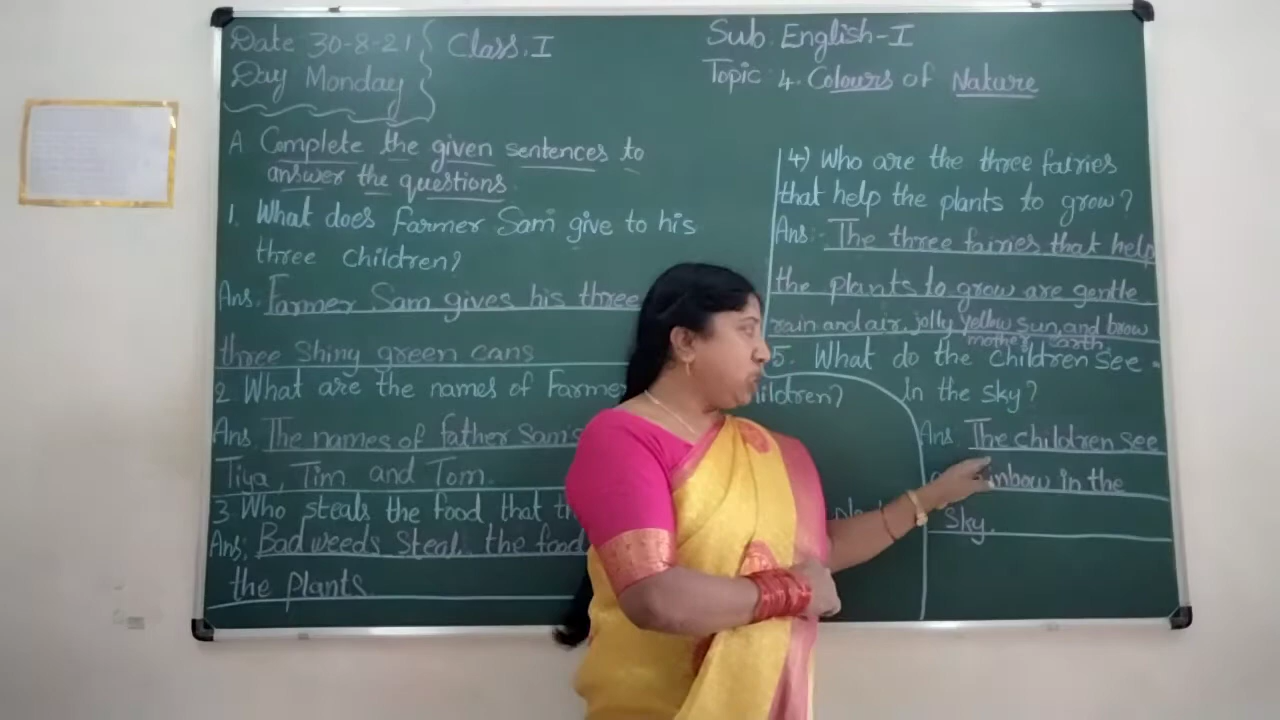 Date 30-8-21
Day Monday
Class. I
Sub. English-I
Topic: 4. Colours of Nature
A Complete the given sentences to
answer the questions.
1. What does Farmer Sam give to his
three children?
Ans. Farmer Sam gives his three
three shiny green cans
2. What are the names of Farmer children?
Ans. The names of father Sam's
Tiya, Tim and Tom.
3 Who steals the food that
Ans; Bad weeds steal the food
the plants.
4) Who are the three fairies
that help the plants to grow?
Ans:- The three fairies that help
the plants to grow are gentle
rain and air, jolly yellow sun, and brow
mother earth.
5. What do the children see
In the sky?
Ans. The children see
in the
sky.